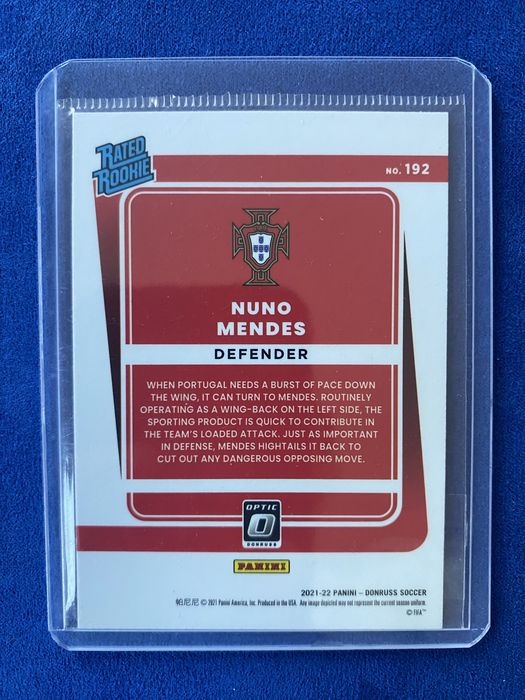 RATED
ROOKIE
NO. 192
NUNO
MENDES
DEFENDER
WHEN PORTUGAL NEEDS A BURST OF PACE DOWN
THE WING, IT CAN TURN TO MENDES. ROUTINELY
OPERATING AS A WING-BACK ON THE LEFT SIDE, THE
SPORTING PRODUCT IS QUICK TO CONTRIBUTE IN
THE TEAM'S LOADED ATTACK. JUST AS IMPORTANT
IN DEFENSE, MENDES HIGHTAILS IT BACK TO
CUT OUT ANY DANGEROUS OPPOSING MOVE.
OPTIC
DONRUSS
PANINI
2021-22 PANINI – DONRUSS SOCCER
帕尼尼 © 2021 Panini America, Inc. Produced in the USA. Any image depicted may not represent the current season uniform.
© FIFA™